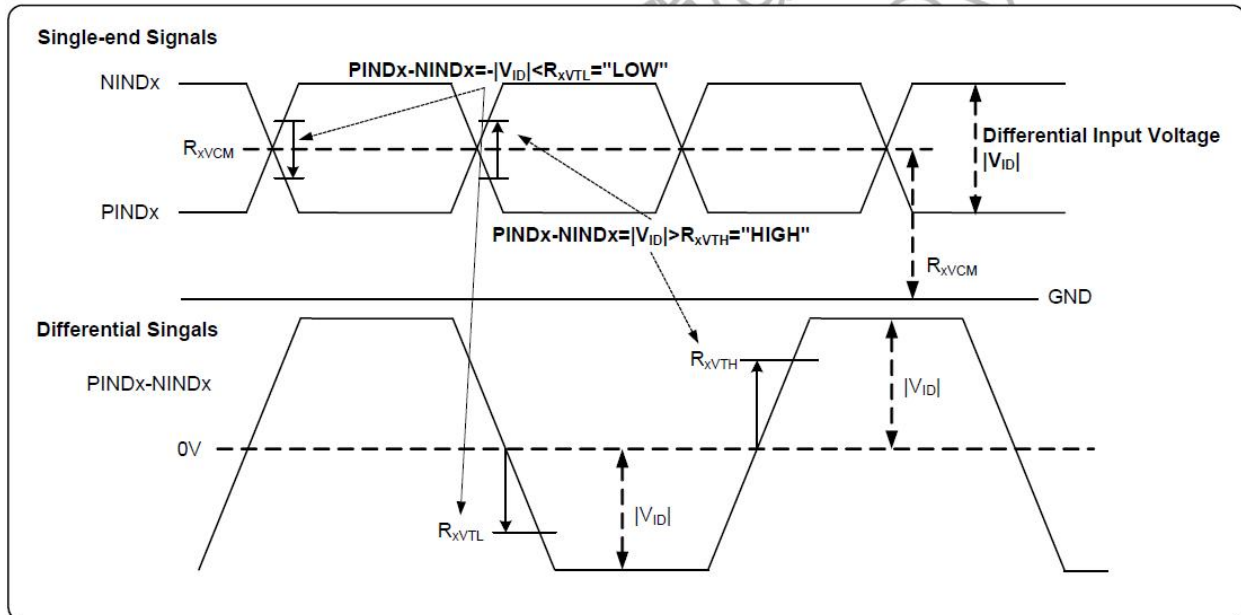 Single-end Signals
PINDx-NINDx=-|VID|<RxVTL="LOW"
NINDx
RxVCM
Differential Input Voltage
|VID|
PINDx
PINDx-NINDx=|VID|>RxVTH="HIGH"
RxVCM
GND
Differential Singals
RxVTH
PINDx-NINDx
|VID|
0V
RxVTL
|VID|